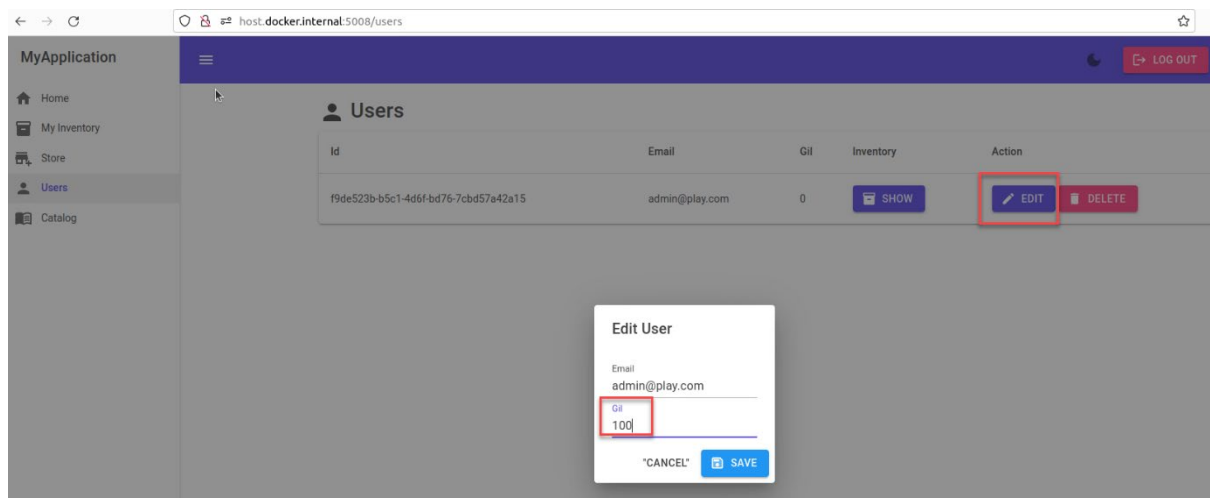 host.docker.internal:5008/users
MyApplication
LOG OUT
Home
My Inventory
Store
Users
Catalog
Users
Id Email Gil Inventory Action
f9de523b-b5c1-4d6f-bd76-7cbd57a42a15 admin@play.com 0 SHOW EDIT DELETE
Edit User
Email
admin@play.com
Gil
100
"CANCEL" SAVE